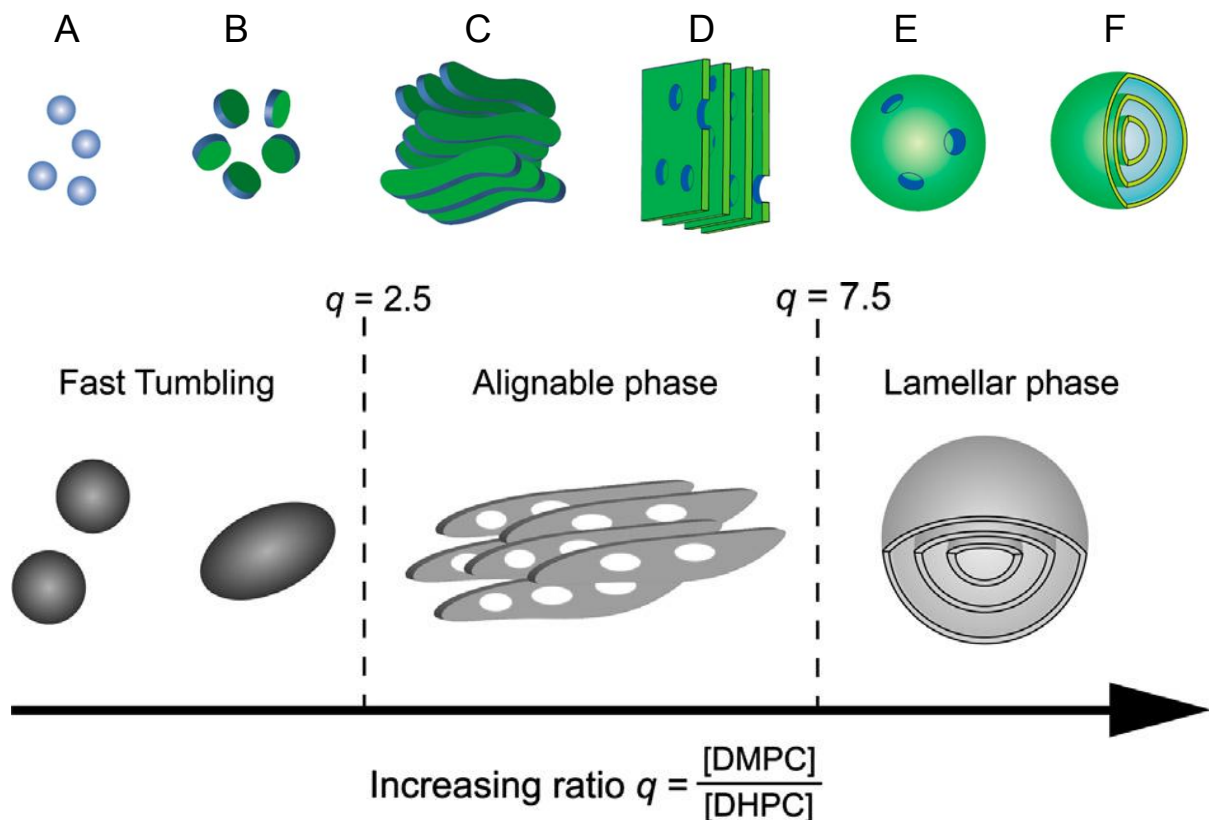 A B C D E F
q = 2.5 q = 7.5
Fast Tumbling Alignable phase Lamellar phase
Increasing ratio q = [DMPC]
[DHPC]